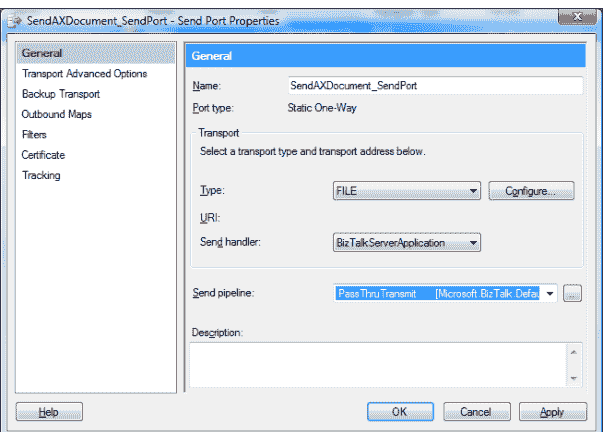 SendAXDocument_SendPort - Send Port Properties
General
Transport Advanced Options
Backup Transport
Outbound Maps
Filters
Certificate
Tracking
General
Name: SendAXDocument_SendPort
Port type: Static One-Way
Transport
Select a transport type and transport address below.
Type: FILE Configure...
URI:
Send handler: BizTalkServerApplication
Send pipeline: PassThruTransmit [Microsoft.BizTalk.Defau ...
Description:
Help OK Cancel Apply